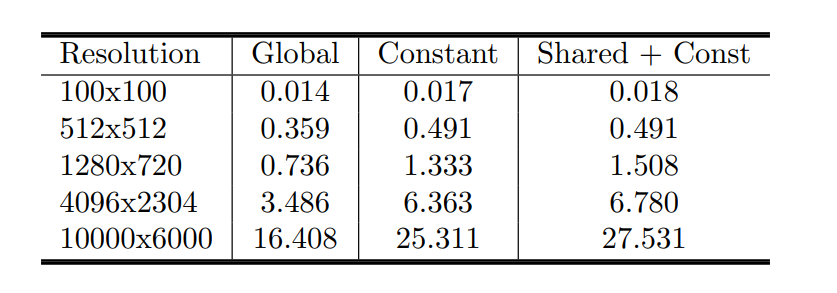 Resolution Global Constant Shared + Const
100x100 0.014 0.017 0.018
512x512 0.359 0.491 0.491
1280x720 0.736 1.333 1.508
4096x2304 3.486 6.363 6.780
10000x6000 16.408 25.311 27.531